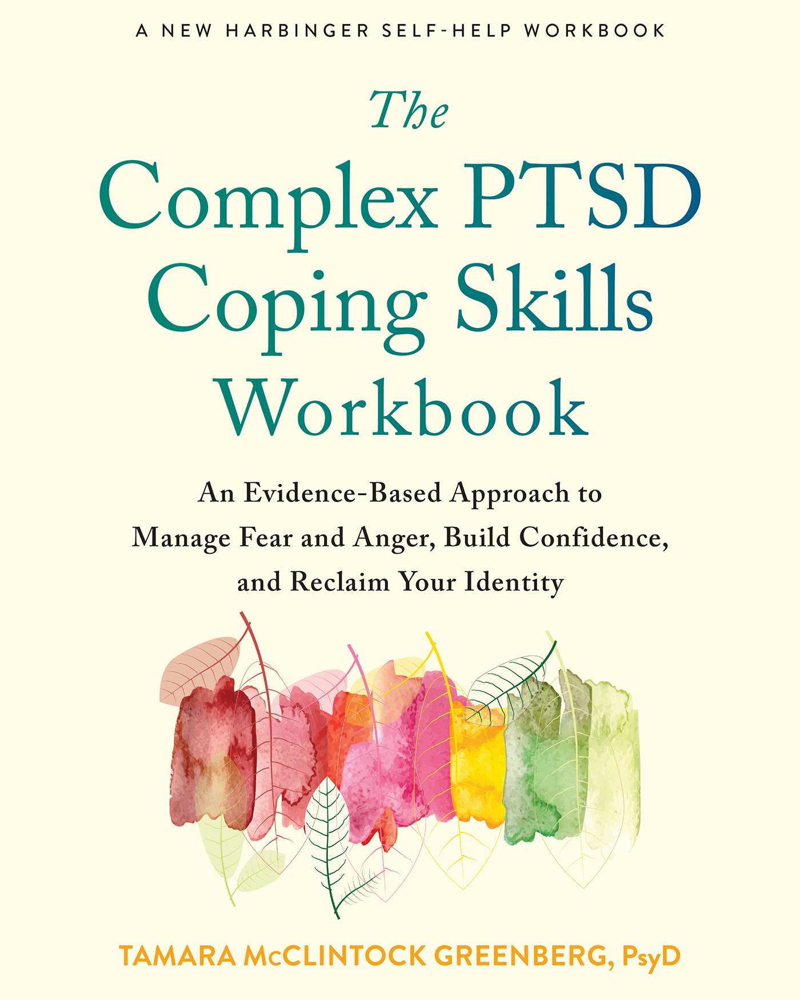 A NEW HARBINGER SELF-HELP WORKBOOK
The
Complex PTSD
Coping Skills
Workbook
An Evidence-Based Approach to
Manage Fear and Anger, Build Confidence,
and Reclaim Your Identity
TAMARA McCLINTOCK GREENBERG, PsyD